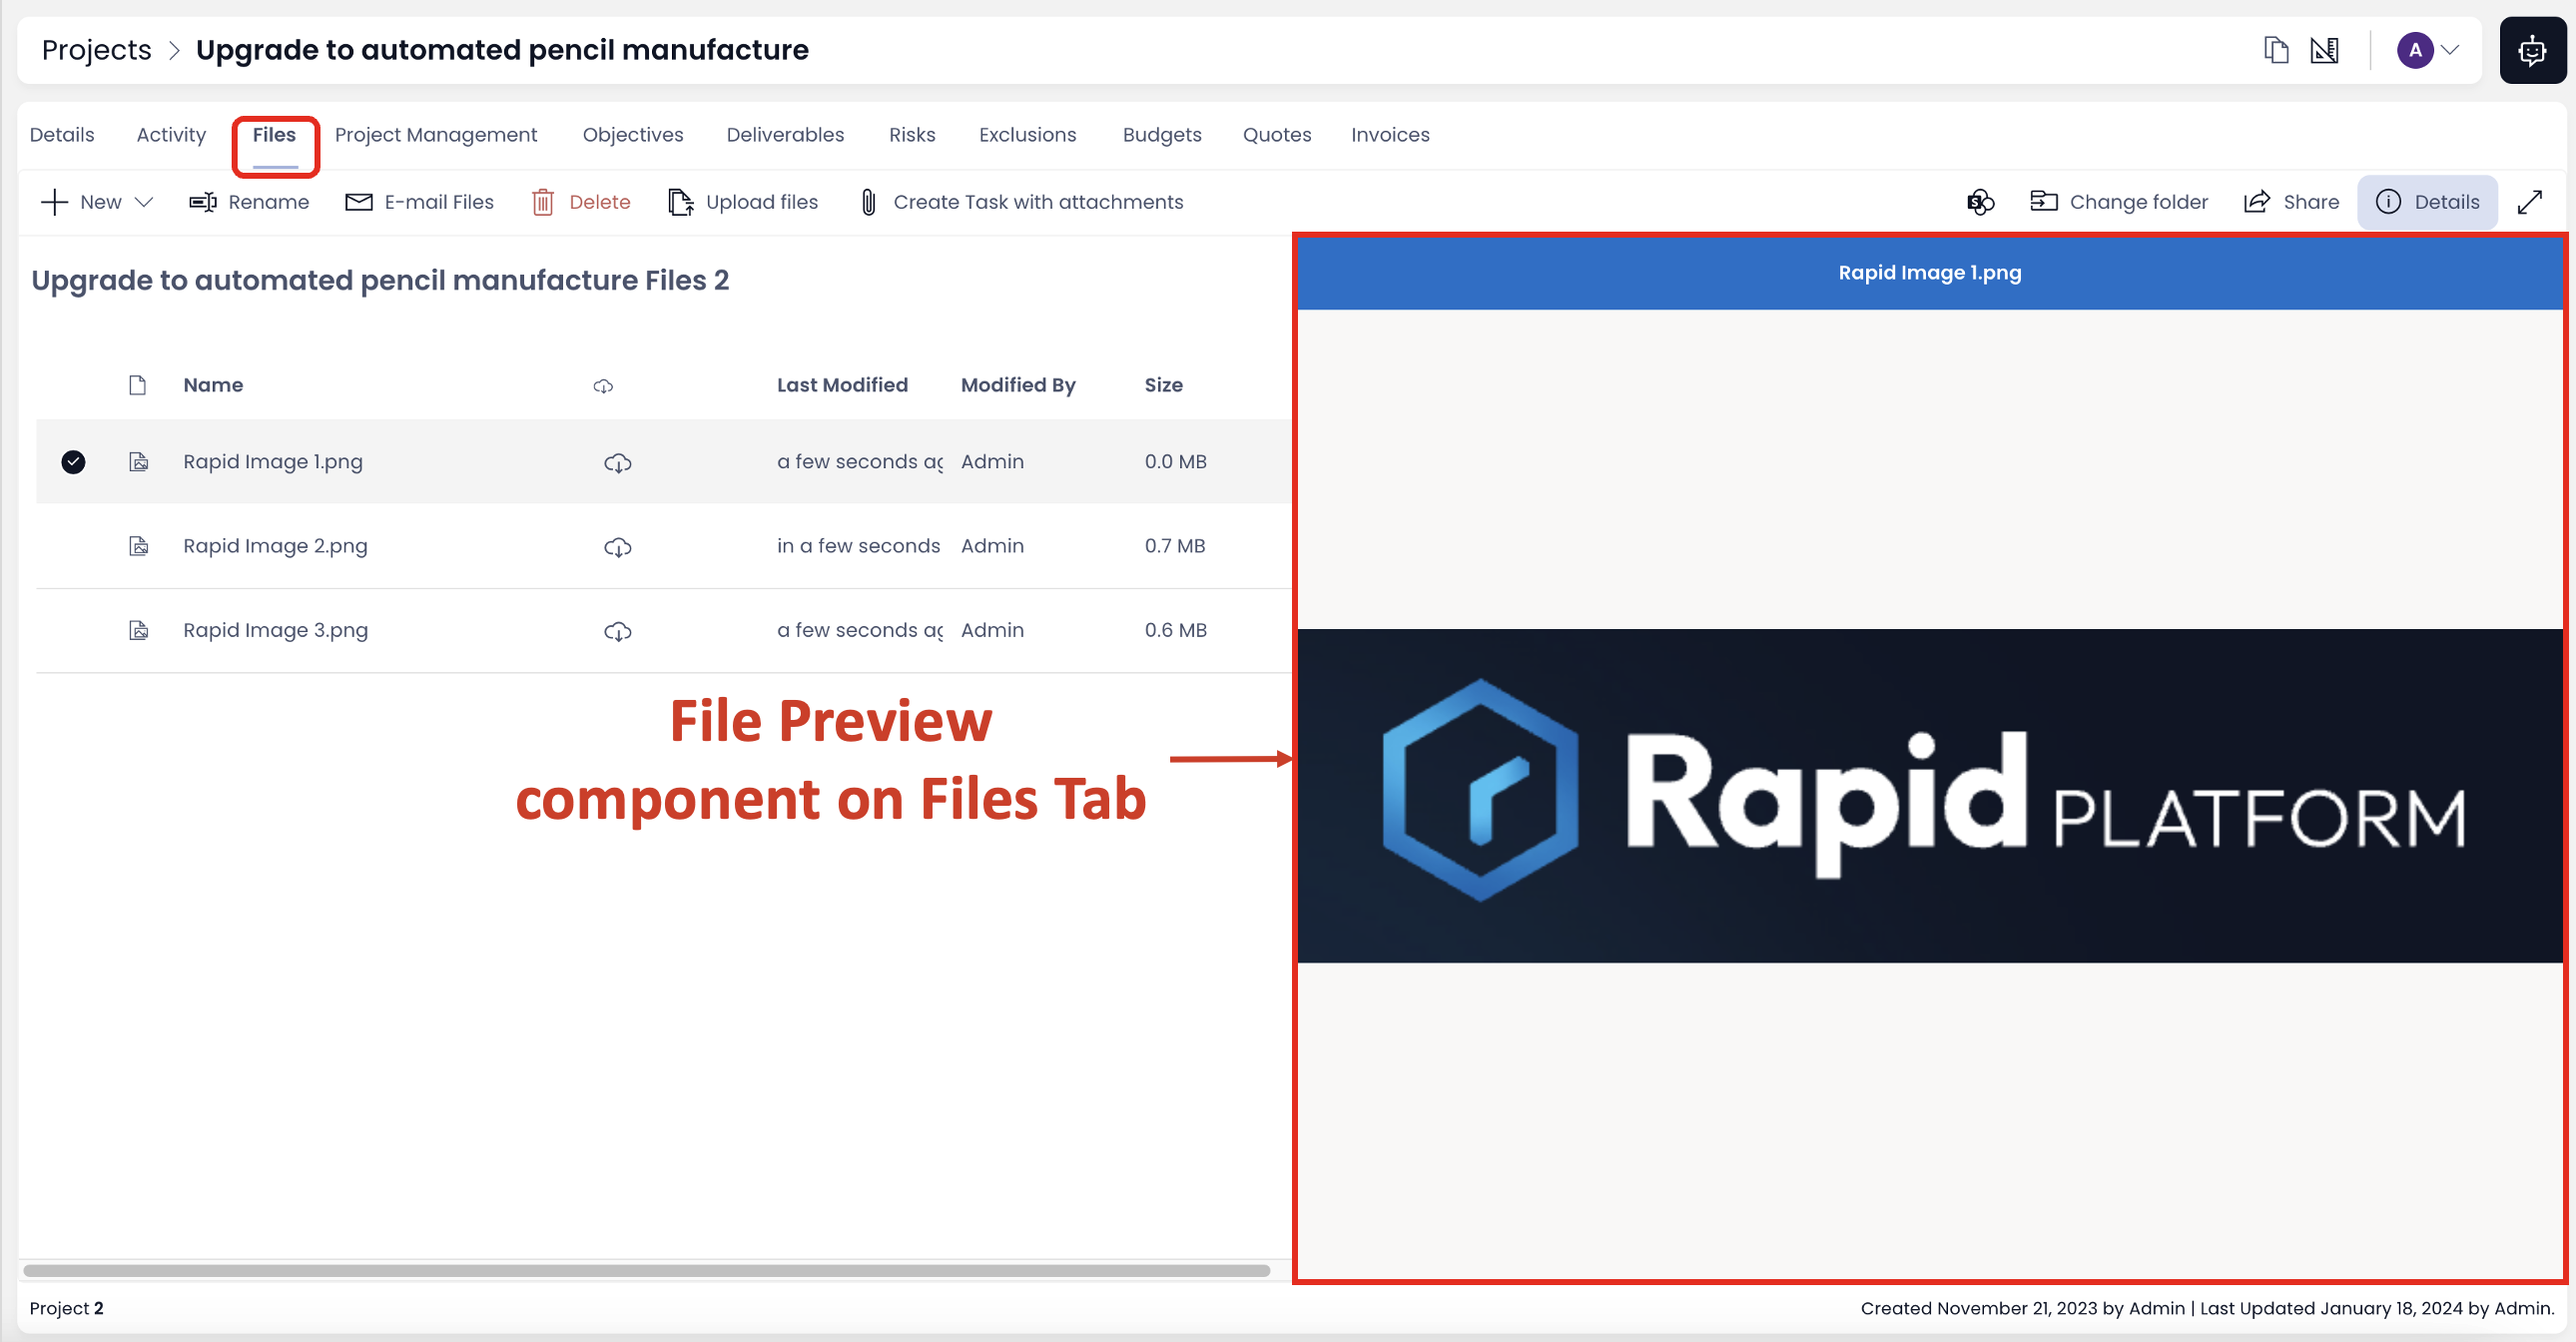 Projects > Upgrade to automated pencil manufacture
A
Details Activity Files Project Management Objectives Deliverables Risks Exclusions Budgets Quotes Invoices
New Rename E-mail Files Delete Upload files Create Task with attachments Change folder Share Details
Upgrade to automated pencil manufacture Files 2
Rapid Image 1.png
Name Last Modified Modified By Size
Rapid Image 1.png a few seconds ag Admin 0.0 MB
Rapid Image 2.png in a few seconds Admin 0.7 MB
Rapid Image 3.png a few seconds ag Admin 0.6 MB
File Preview
component on Files Tab
Rapid PLATFORM
Project 2
Created November 21, 2023 by Admin | Last Updated January 18, 2024 by Admin.